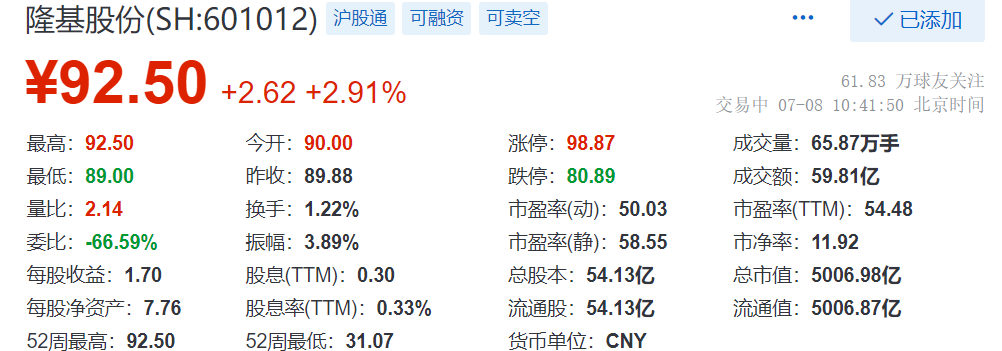 隆基股份(SH:601012) 沪股通 可融资 可卖空 ••• ✓ 已添加
¥92.50 +2.62 +2.91%
61.83 万球友关注
交易中 07-08 10:41:50 北京时间
最高：92.50 今开：90.00 涨停：98.87 成交量：65.87万手
最低：89.00 昨收：89.88 跌停：80.89 成交额：59.81亿
量比：2.14 换手：1.22% 市盈率(动)：50.03 市盈率(TTM)：54.48
委比：-66.59% 振幅：3.89% 市盈率(静)：58.55 市净率：11.92
每股收益：1.70 股息(TTM)：0.30 总股本：54.13亿 总市值：5006.98亿
每股净资产：7.76 股息率(TTM)：0.33% 流通股：54.13亿 流通值：5006.87亿
52周最高：92.50 52周最低：31.07 货币单位：CNY